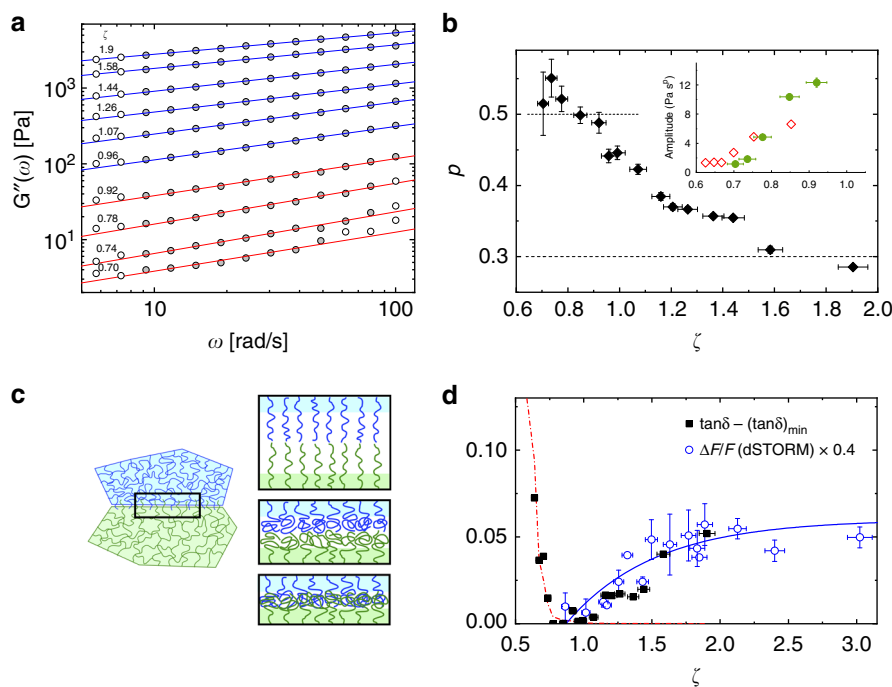 a
ζ
1.9
1.58
1.44
1.26
1.07
0.96
0.92
0.78
0.74
0.70
10³
10²
10¹
G″(ω) [Pa]
10
100
ω [rad/s]
b
0.5
0.4
0.3
p
0.6 0.8 1.0 1.2 1.4 1.6 1.8 2.0
ζ
Amplitude (Pa sᵖ)
16
12
8
4
0
0.6 0.7 0.8 0.9 1.0
c
d
tanδ – (tanδ)min
ΔF/F (dSTORM) × 0.4
0.10
0.05
0.00
0.5 1.0 1.5 2.0 2.5 3.0
ζ